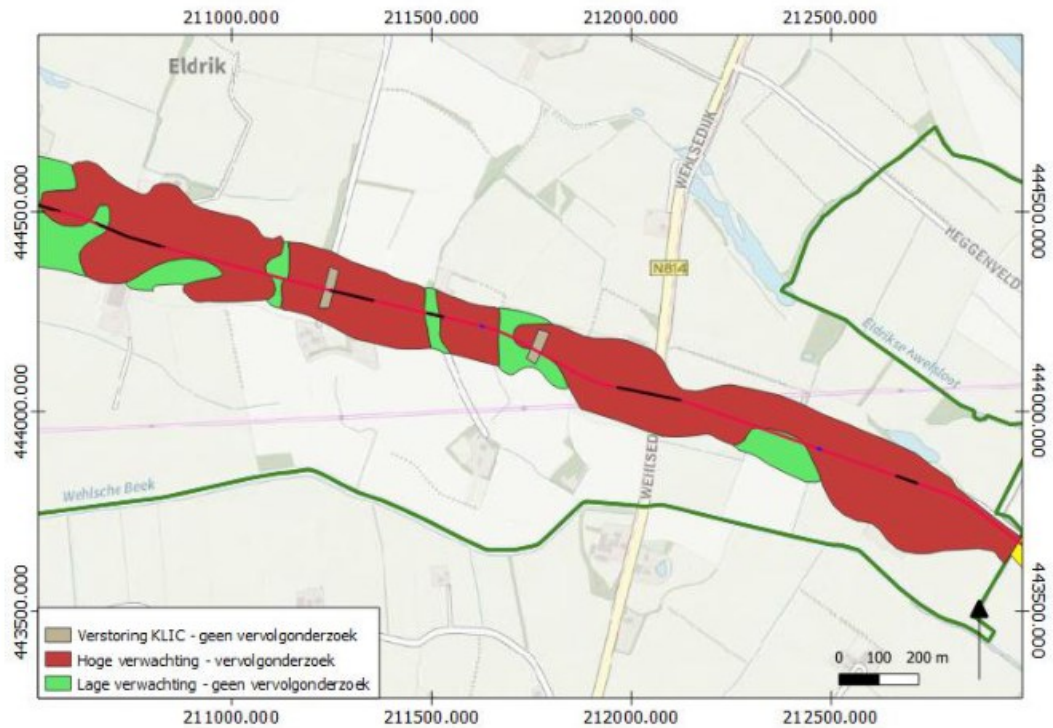 211000.000 211500.000 212000.000 212500.000
Eldrik
WEHLSEDIJK
444500.000
444500.000
HEGGENVELD
N814
Eldrikse Aweisloot
444000.000
444000.000
WEHLSED
Wehlsche Beek
443500.000
443500.000
Verstoring KLIC - geen vervolgonderzoek
Hoge verwachting - vervolgonderzoek
Lage verwachting - geen vervolgonderzoek
0 100 200 m
211000.000 211500.000 212000.000 212500.000